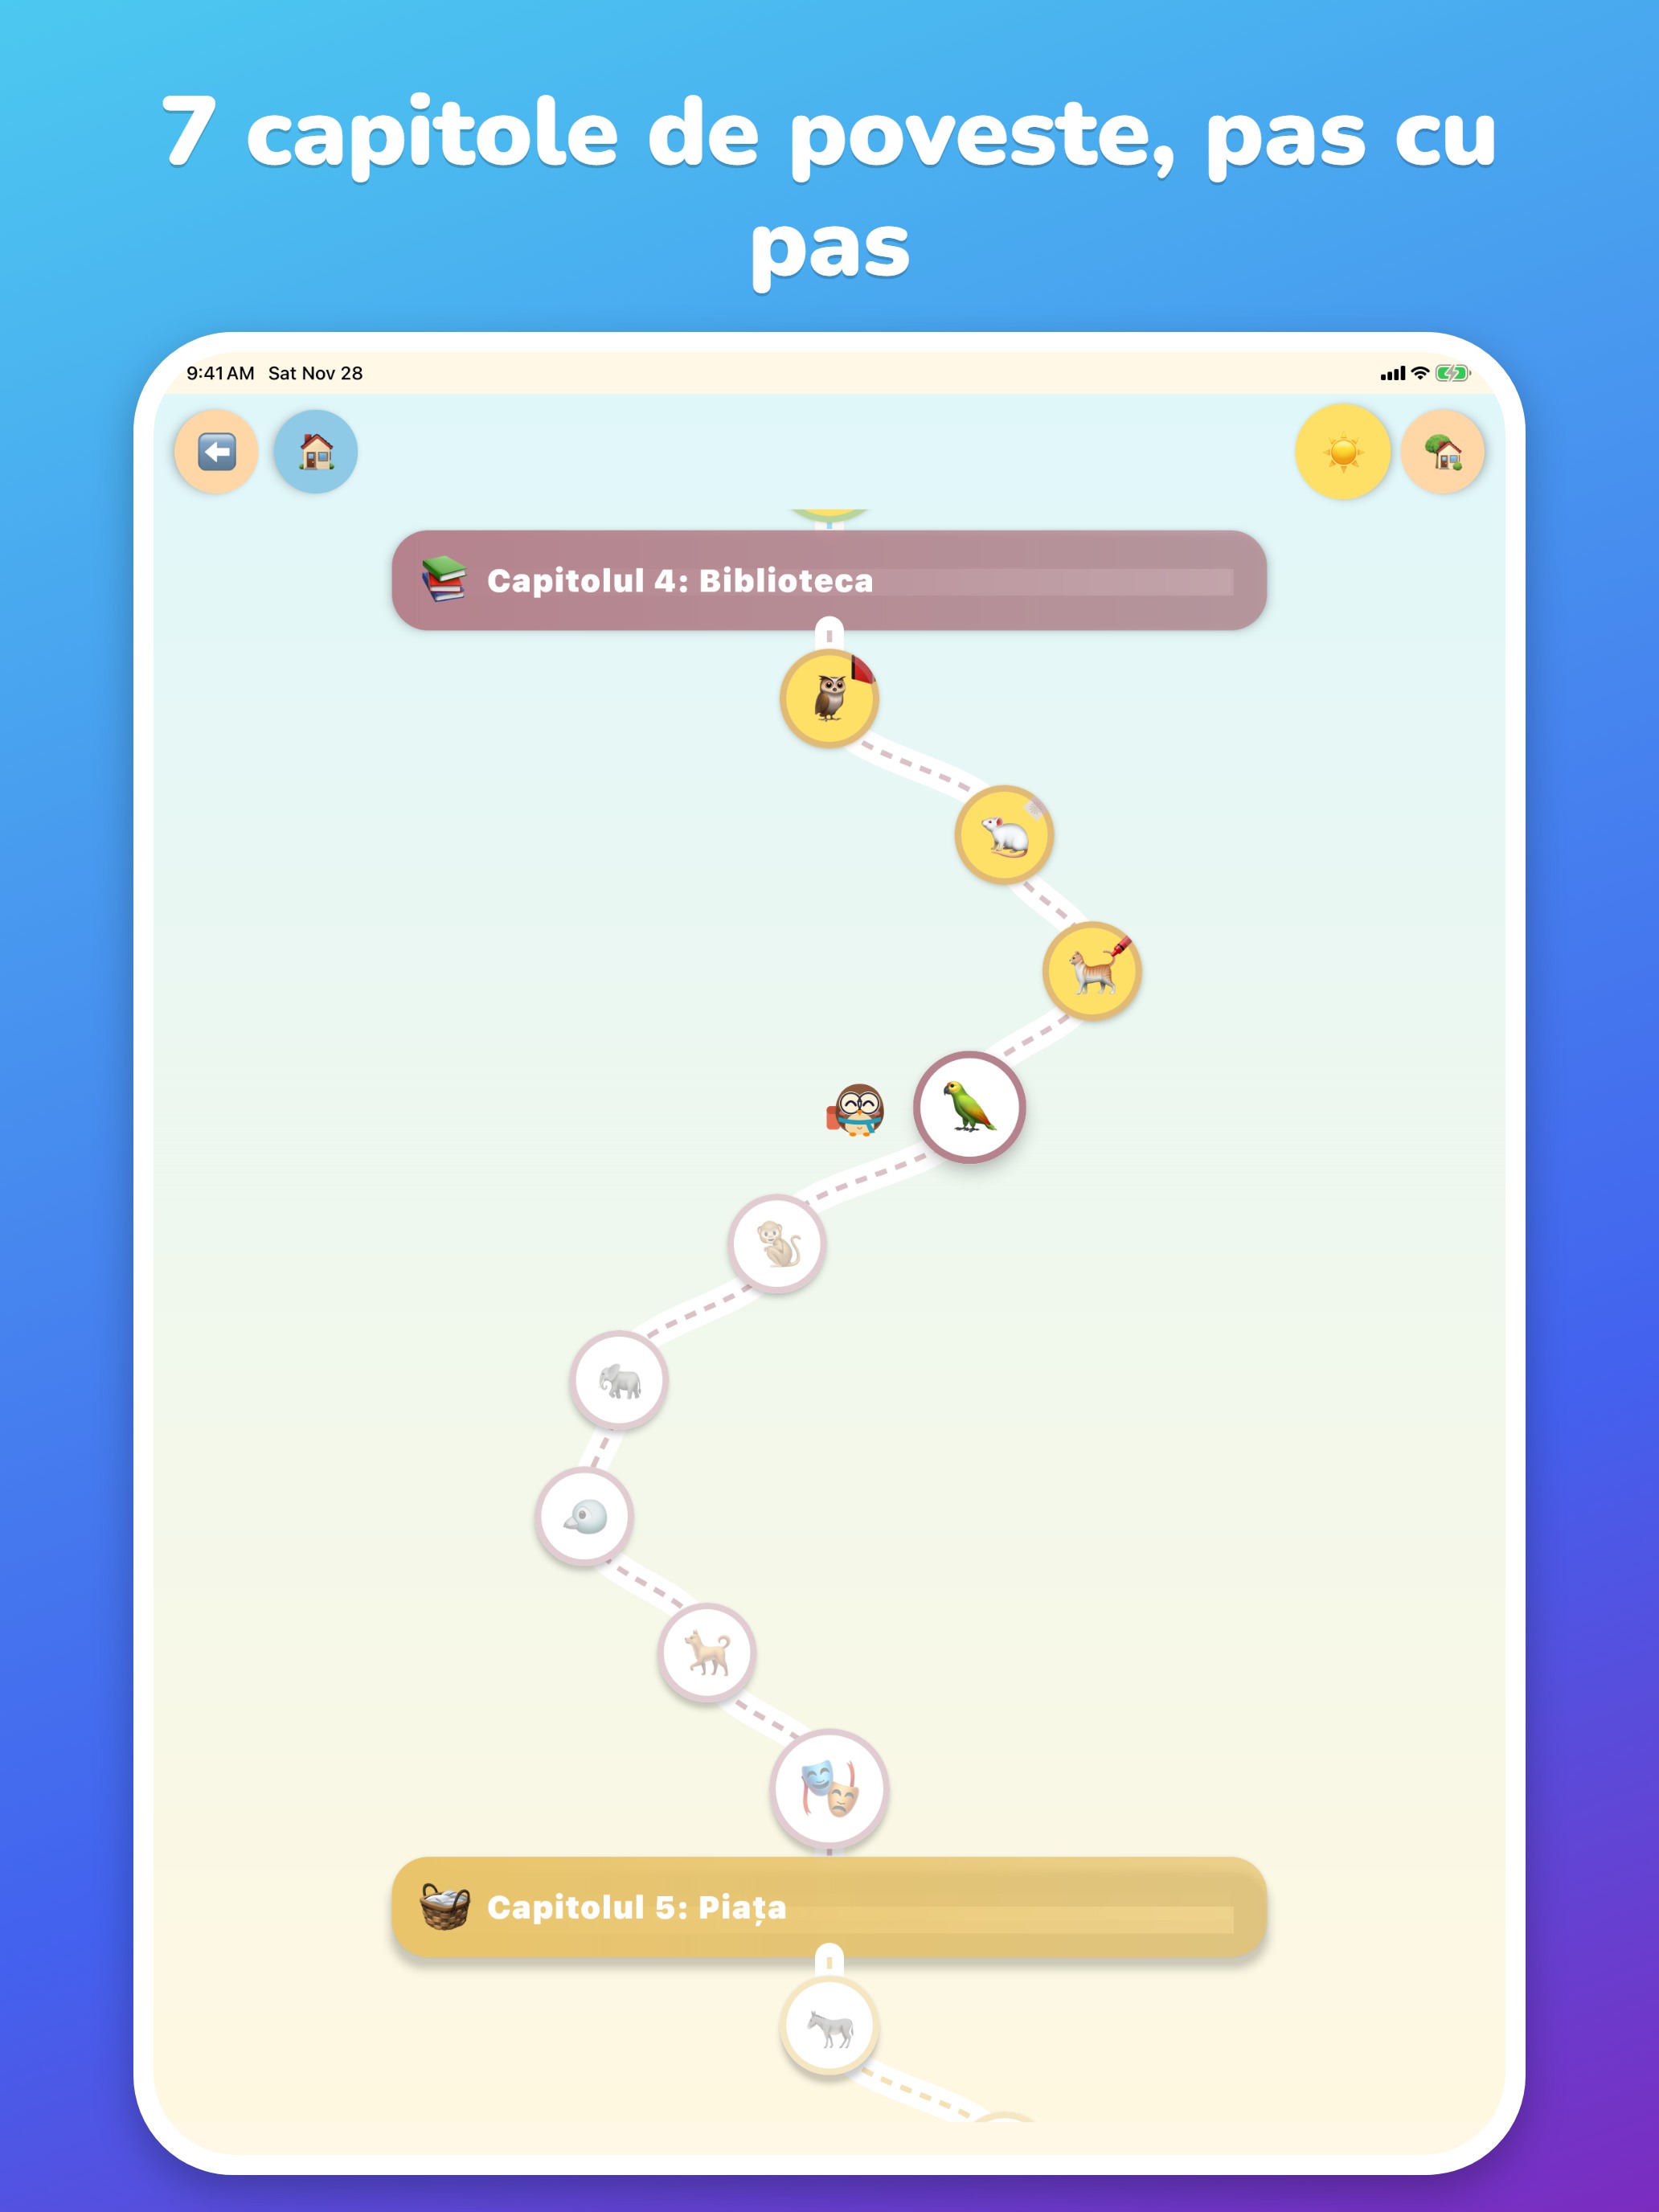 7 capitole de poveste, pas cu
pas
9:41 AM Sat Nov 28
Capitolul 4: Biblioteca
Capitolul 5: Piața